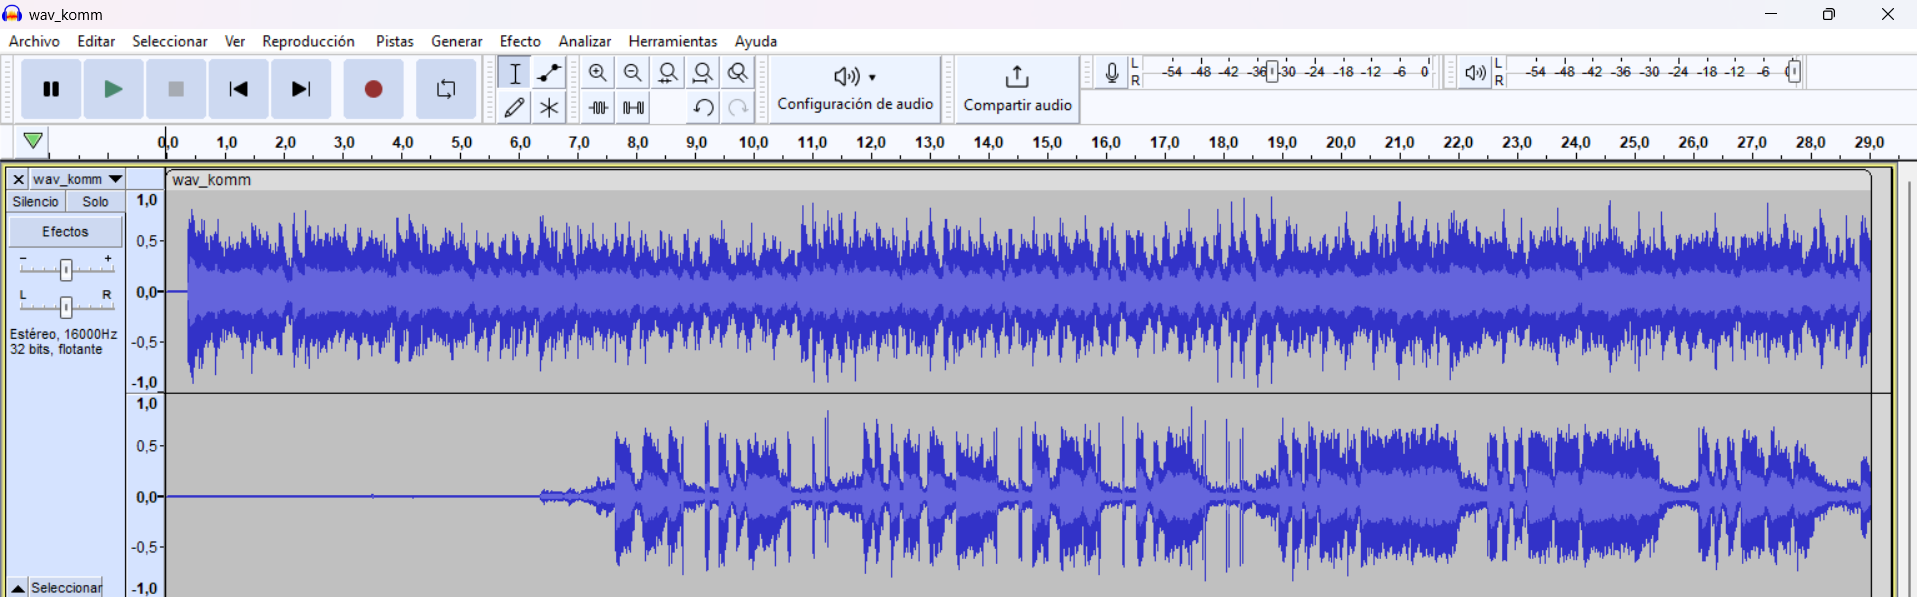 wav_komm
Archivo Editar Seleccionar Ver Reproducción Pistas Generar Efecto Analizar Herramientas Ayuda
Configuración de audio
Compartir audio
L
R
-54 -48 -42 -36 -30 -24 -18 -12 -6 0
L
R
-54 -48 -42 -36 -30 -24 -18 -12 -6 0
0,0 1,0 2,0 3,0 4,0 5,0 6,0 7,0 8,0 9,0 10,0 11,0 12,0 13,0 14,0 15,0 16,0 17,0 18,0 19,0 20,0 21,0 22,0 23,0 24,0 25,0 26,0 27,0 28,0 29,0
wav_komm
wav_komm
Silencio Solo
Efectos
- +
L R
Estéreo, 16000Hz
32 bits, flotante
Seleccionar
1,0
0,5-
0,0-
-0,5-
-1,0
1,0
0,5-
0,0-
-0,5-
-1,0